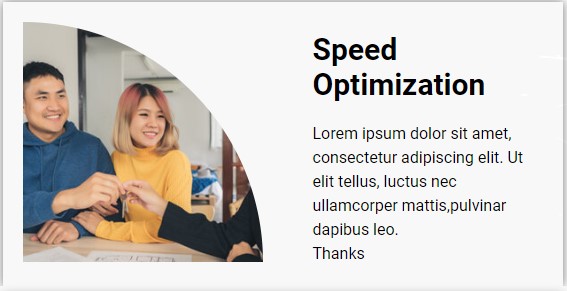 Speed
Optimization
Lorem ipsum dolor sit amet,
consectetur adipiscing elit. Ut
elit tellus, luctus nec
ullamcorper mattis,pulvinar
dapibus leo.
Thanks